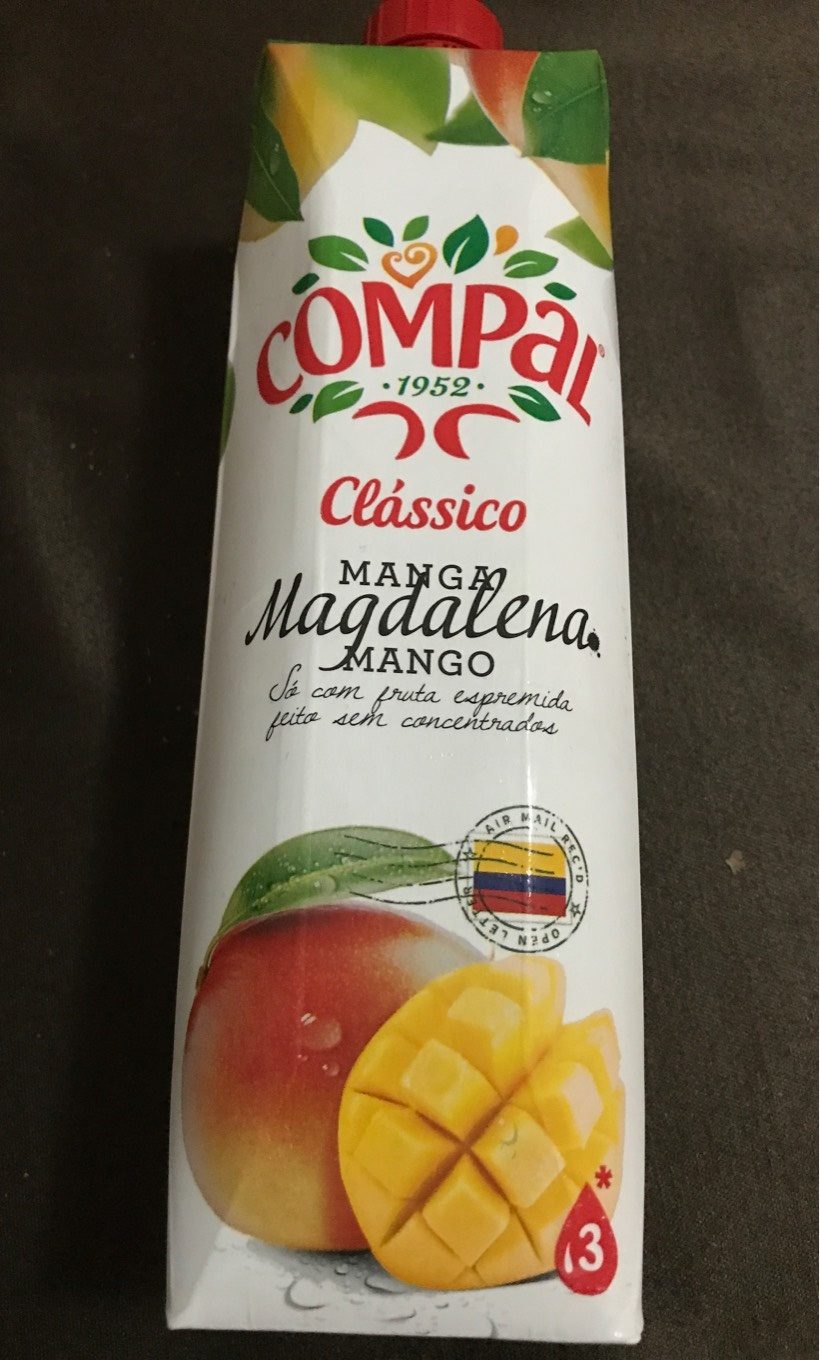 COMPAL®
·1952·
Clássico
MANGA
Magdalena
MANGO
Só com fruta espremida
feito sem concentrados
AIR MAIL REC'D
OPEN LETTER
*
3